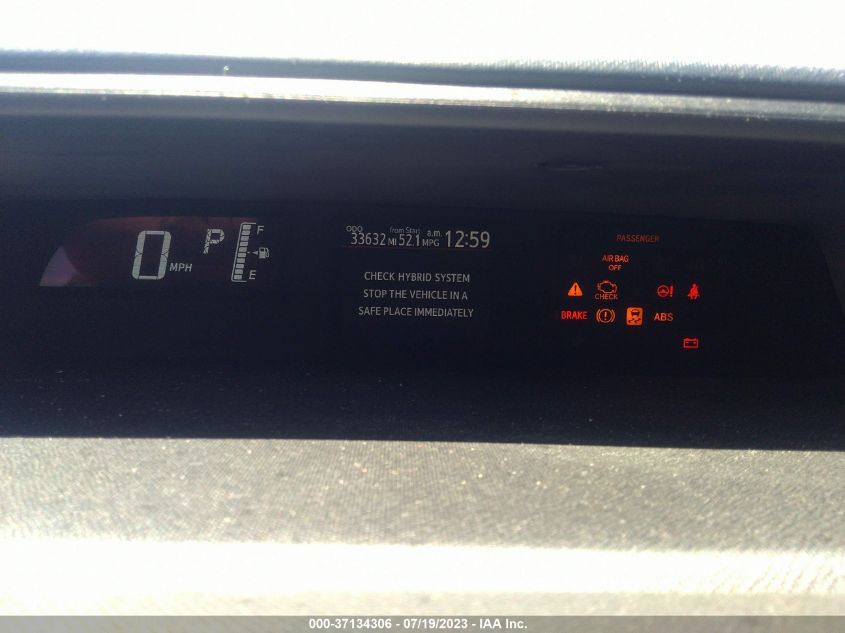 0 MPH
P
F
E
ODO from Start a.m.
33632 MI 52.1 MPG 12:59
CHECK HYBRID SYSTEM
STOP THE VEHICLE IN A
SAFE PLACE IMMEDIATELY
PASSENGER
AIR BAG
OFF
CHECK
BRAKE ABS
000-37134306 - 07/19/2023 - IAA Inc.